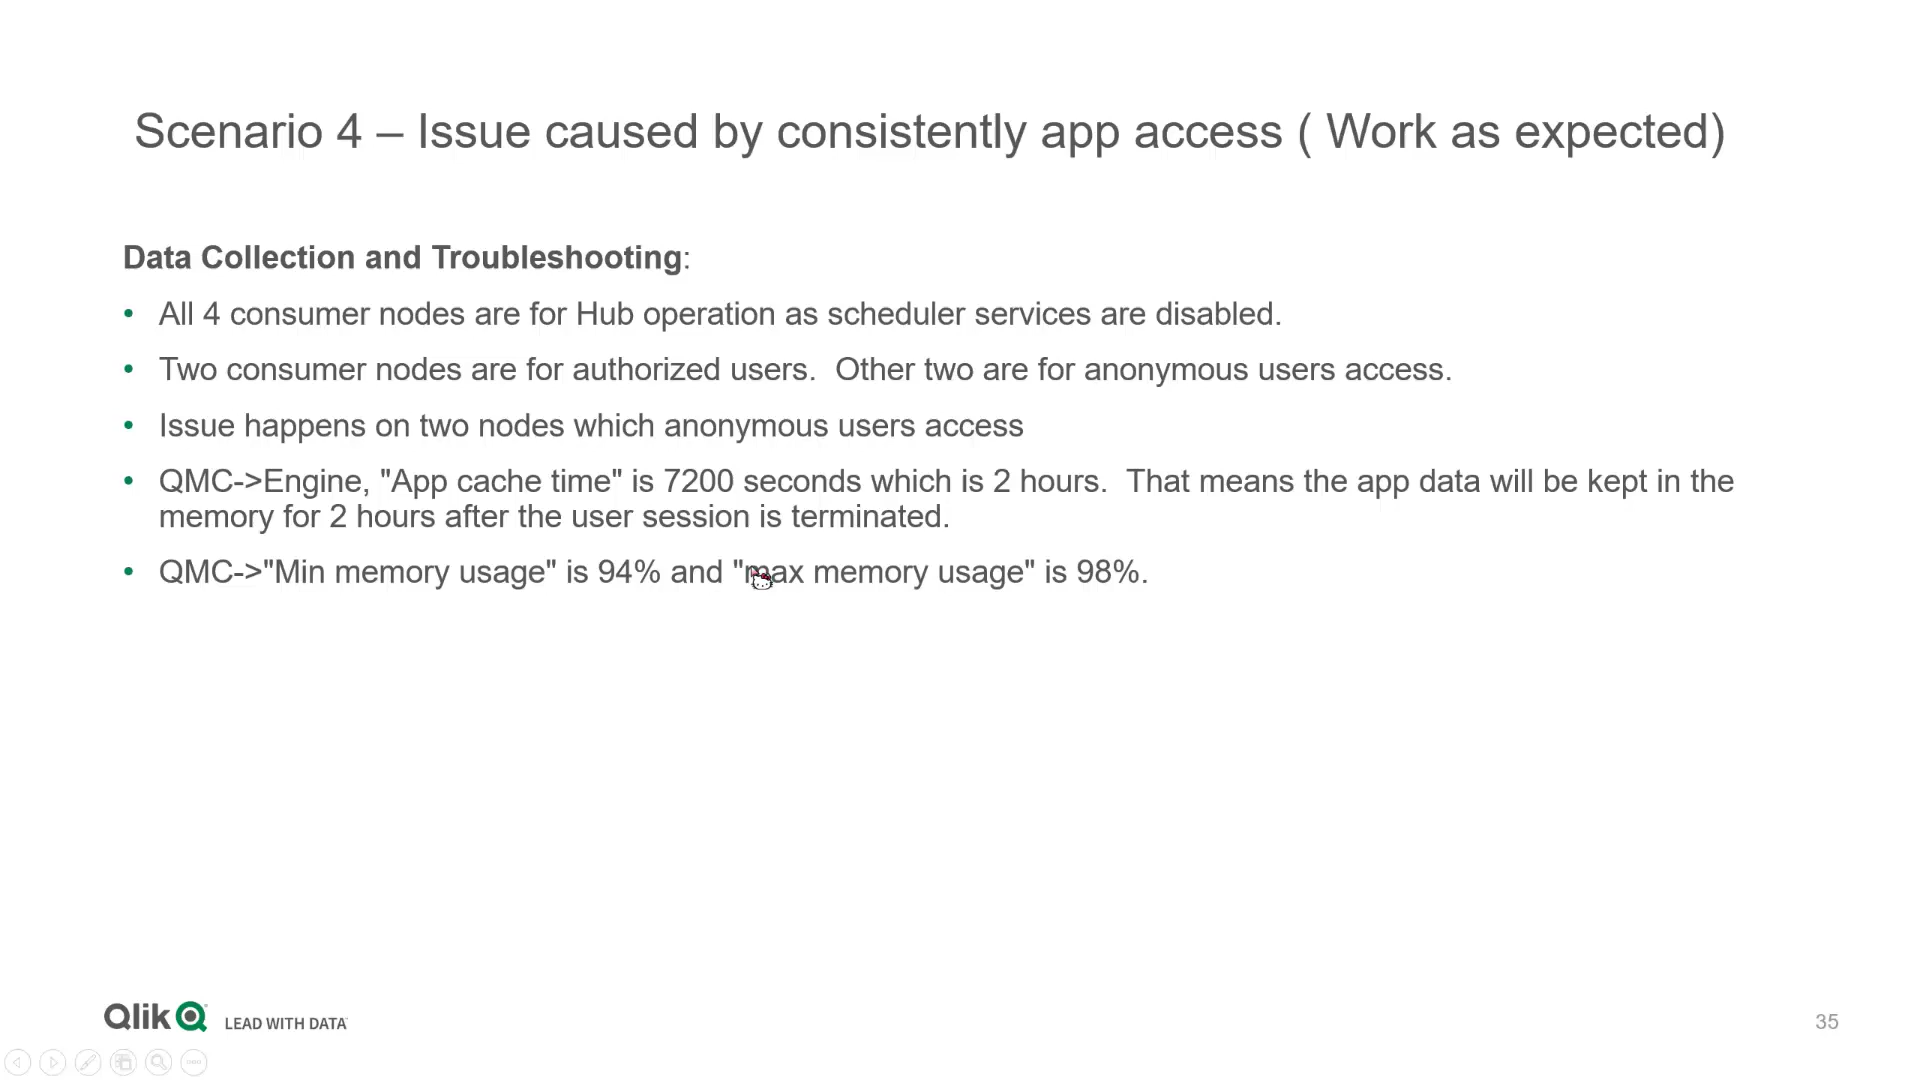 Scenario 4 – Issue caused by consistently app access ( Work as expected)
Data Collection and Troubleshooting:
• All 4 consumer nodes are for Hub operation as scheduler services are disabled.
• Two consumer nodes are for authorized users.  Other two are for anonymous users access.
• Issue happens on two nodes which anonymous users access
• QMC->Engine, "App cache time" is 7200 seconds which is 2 hours.  That means the app data will be kept in the
memory for 2 hours after the user session is terminated.
• QMC->"Min memory usage" is 94% and "max memory usage" is 98%.
Qlik LEAD WITH DATA
35